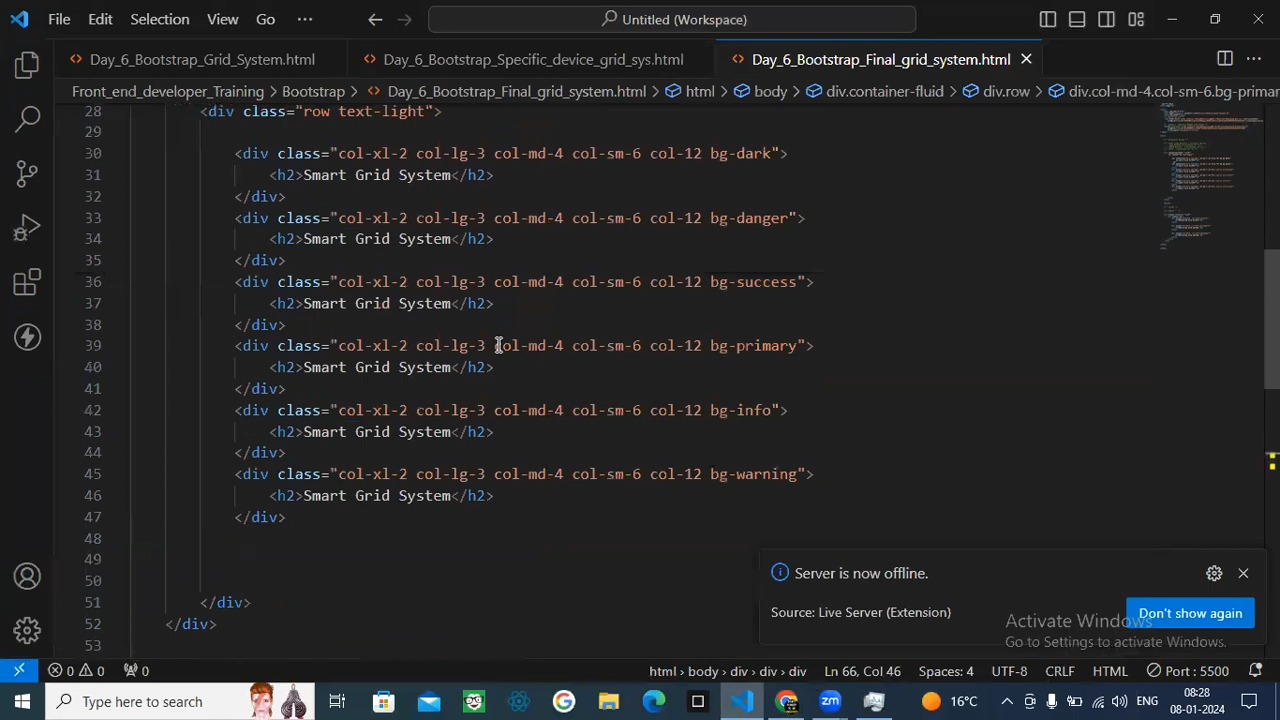 File Edit Selection View Go ··· Untitled (Workspace)
Day_6_Bootstrap_Grid_System.html Day_6_Bootstrap_Specific_device_grid_sys.html Day_6_Bootstrap_Final_grid_system.html
Front_end_developer_Training > Bootstrap > Day_6_Bootstrap_Final_grid_system.html > html > body > div.container-fluid > div.row > div.col-md-4.col-sm-6.bg-primar
28 <div class="row text-light">
29
30 <div class="col-xl-2 col-lg-3 col-md-4 col-sm-6 col-12 bg-dark">
31 <h2>Smart Grid System</h2>
32 </div>
33 <div class="col-xl-2 col-lg-3 col-md-4 col-sm-6 col-12 bg-danger">
34 <h2>Smart Grid System</h2>
35 </div>
36 <div class="col-xl-2 col-lg-3 col-md-4 col-sm-6 col-12 bg-success">
37 <h2>Smart Grid System</h2>
38 </div>
39 <div class="col-xl-2 col-lg-3 col-md-4 col-sm-6 col-12 bg-primary">
40 <h2>Smart Grid System</h2>
41 </div>
42 <div class="col-xl-2 col-lg-3 col-md-4 col-sm-6 col-12 bg-info">
43 <h2>Smart Grid System</h2>
44 </div>
45 <div class="col-xl-2 col-lg-3 col-md-4 col-sm-6 col-12 bg-warning">
46 <h2>Smart Grid System</h2>
47 </div>
48
49
50
51 </div>
52 </div>
53
Server is now offline.
Source: Live Server (Extension) Don't show again
Activate Windows
Go to Settings to activate Windows.
0 0 0 html > body > div > div > div Ln 66, Col 46 Spaces: 4 UTF-8 CRLF HTML Port : 5500
Type here to search 16°C ENG 08:28
08-01-2024